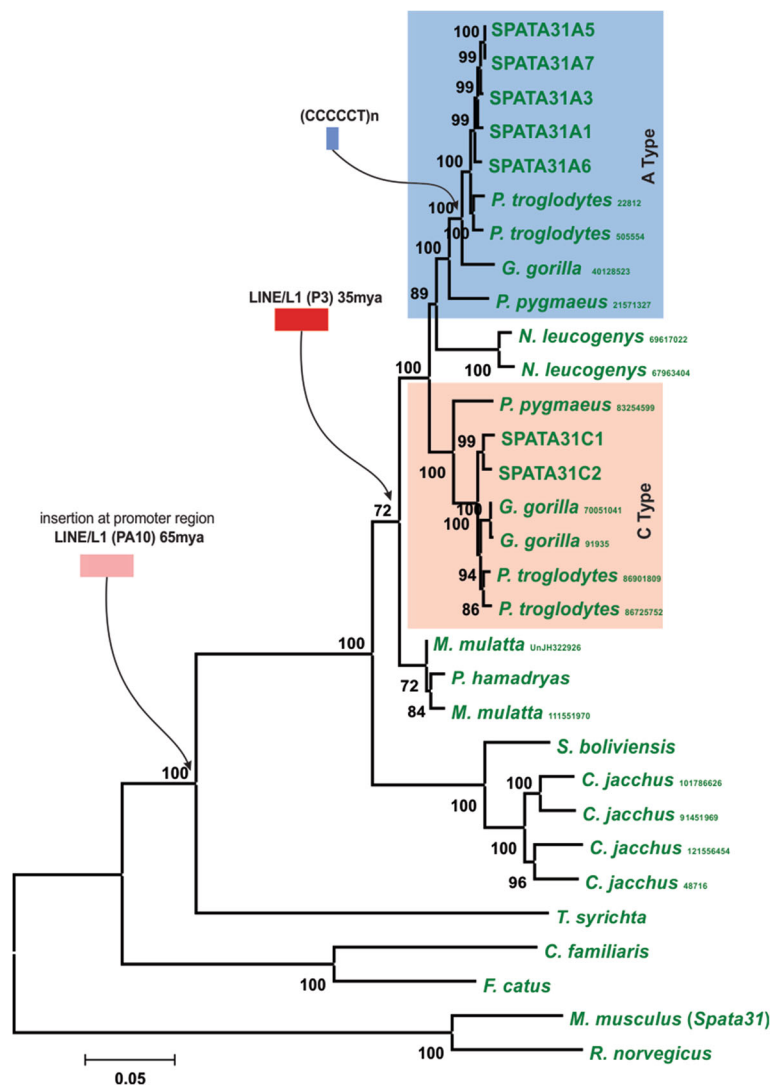 100 SPATA31A5
99 SPATA31A7
99 SPATA31A3
(CCCCCT)n
99 SPATA31A1
A Type
100 SPATA31A6
P. troglodytes 22812
100
100 P. troglodytes 505554
100 G. gorilla 40128523
89 P. pygmaeus 21571327
LINE/L1 (P3) 35mya
N. leucogenys 69617022
100 N. leucogenys 67963404
100
P. pygmaeus 83254599
99 SPATA31C1
100 SPATA31C2
C Type
72 100 G. gorilla 70051041
insertion at promoter region
LINE/L1 (PA10) 65mya
100 G. gorilla 91935
94 P. troglodytes 86901809
86 P. troglodytes 86725752
100 M. mulatta UnJH322926
72 P. hamadryas
84 M. mulatta 111551970
S. boliviensis
100 100 C. jacchus 101786626
100 C. jacchus 91451969
100 C. jacchus 121556454
96 C. jacchus 48716
T. syrichta
C. familiaris
100 F. catus
M. musculus (Spata31)
100 R. norvegicus
0.05